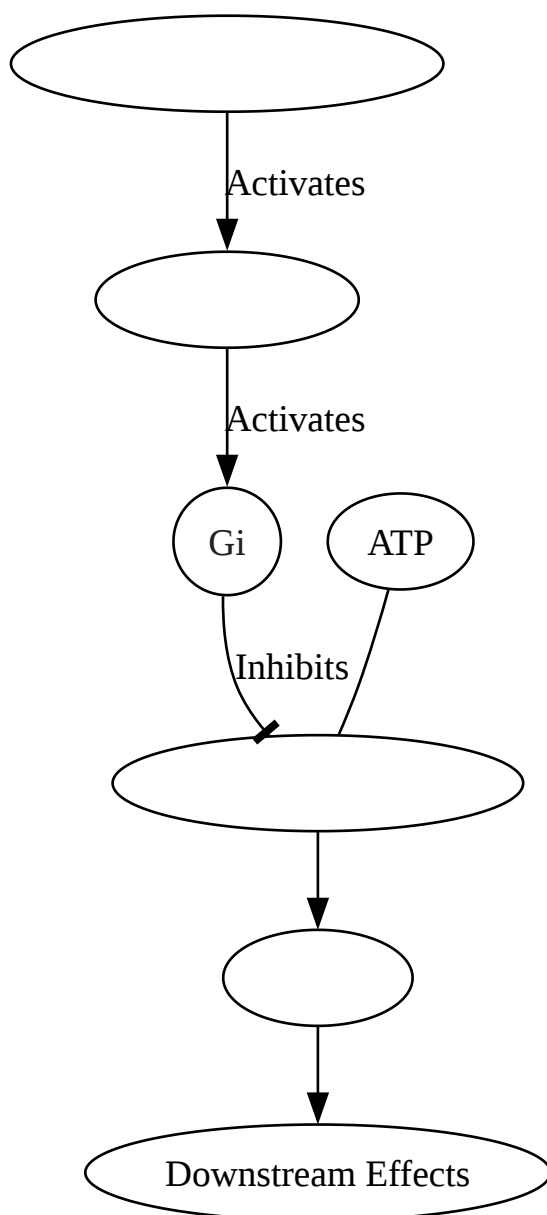 Activates
Activates
Gi
ATP
Inhibits
Downstream Effects